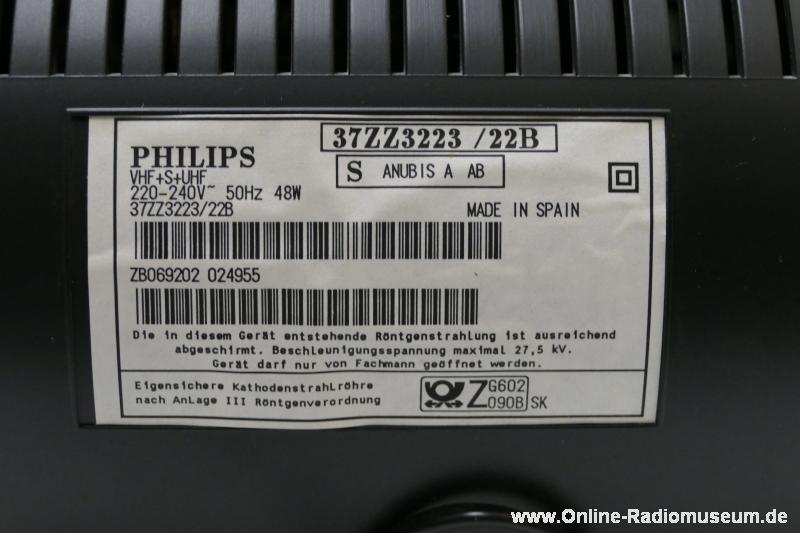 37ZZ3223 /22B
PHILIPS
S ANUBIS A AB
VHF+S+UHF
220-240V~ 50Hz 48W
37ZZ3223/22B
MADE IN SPAIN
ZB069202 024955
Die in diesem Gerät entstehende Röntgenstrahlung ist ausreichend
abgeschirmt. Beschleunigungsspannung maximal 27,5 kV.
Gerät darf nur von Fachmann geöffnet werden.
Eigensichere Kathodenstrahlröhre
nach Anlage III Röntgenverordnung
Z G602
090B SK
www.Online-Radiomuseum.de